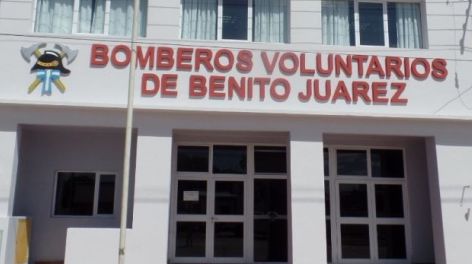 BOMBEROS VOLUNTARIOS
DE BENITO JUAREZ